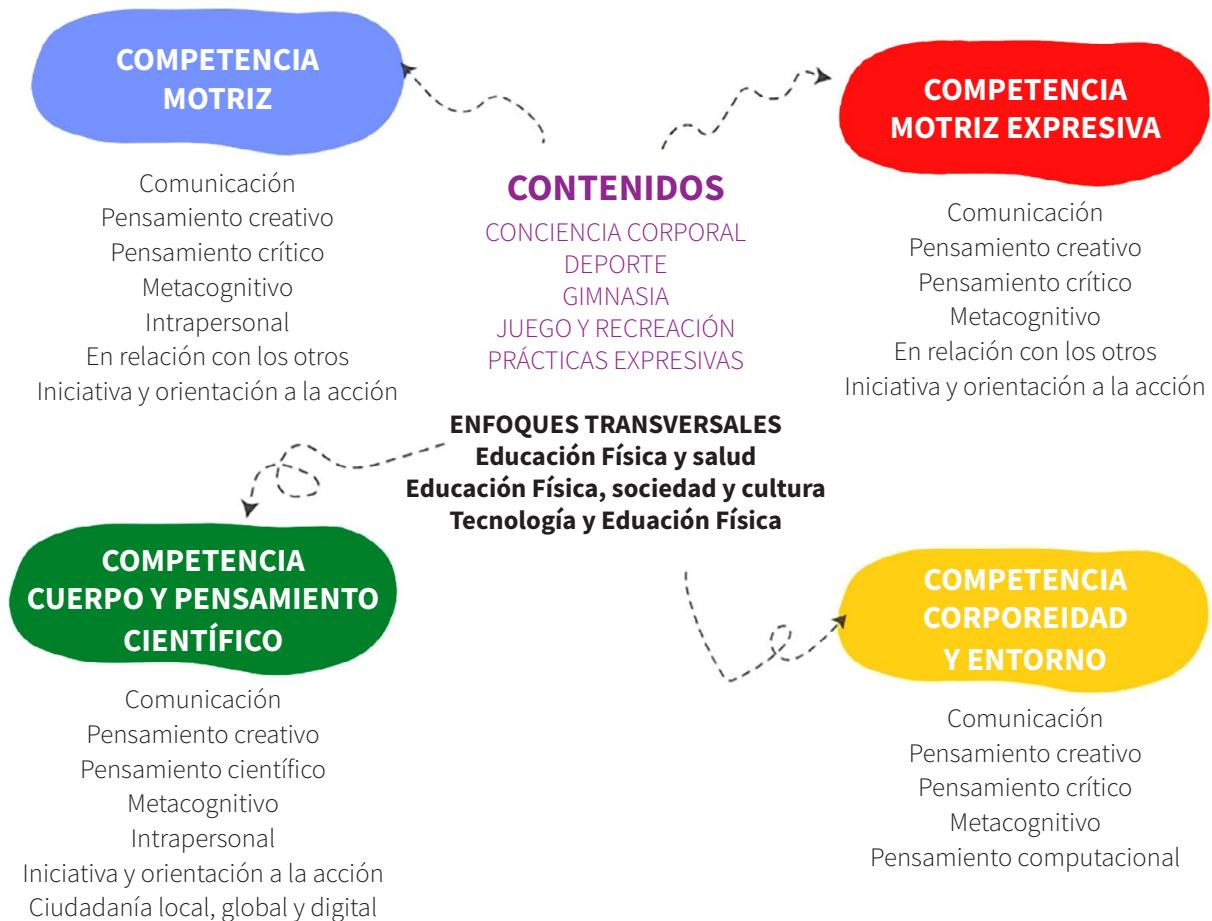 COMPETENCIA
MOTRIZ
Comunicación
Pensamiento creativo
Pensamiento crítico
Metacognitivo
Intrapersonal
En relación con los otros
Iniciativa y orientación a la acción
COMPETENCIA
MOTRIZ EXPRESIVA
Comunicación
Pensamiento creativo
Pensamiento crítico
Metacognitivo
En relación con los otros
Iniciativa y orientación a la acción
CONTENIDOS
CONCIENCIA CORPORAL
DEPORTE
GIMNASIA
JUEGO Y RECREACIÓN
PRÁCTICAS EXPRESIVAS
ENFOQUES TRANSVERSALES
Educación Física y salud
Educación Física, sociedad y cultura
Tecnología y Eduación Física
COMPETENCIA
CUERPO Y PENSAMIENTO
CIENTÍFICO
Comunicación
Pensamiento creativo
Pensamiento científico
Metacognitivo
Intrapersonal
Iniciativa y orientación a la acción
Ciudadanía local, global y digital
COMPETENCIA
CORPOREIDAD
Y ENTORNO
Comunicación
Pensamiento creativo
Pensamiento crítico
Metacognitivo
Pensamiento computacional